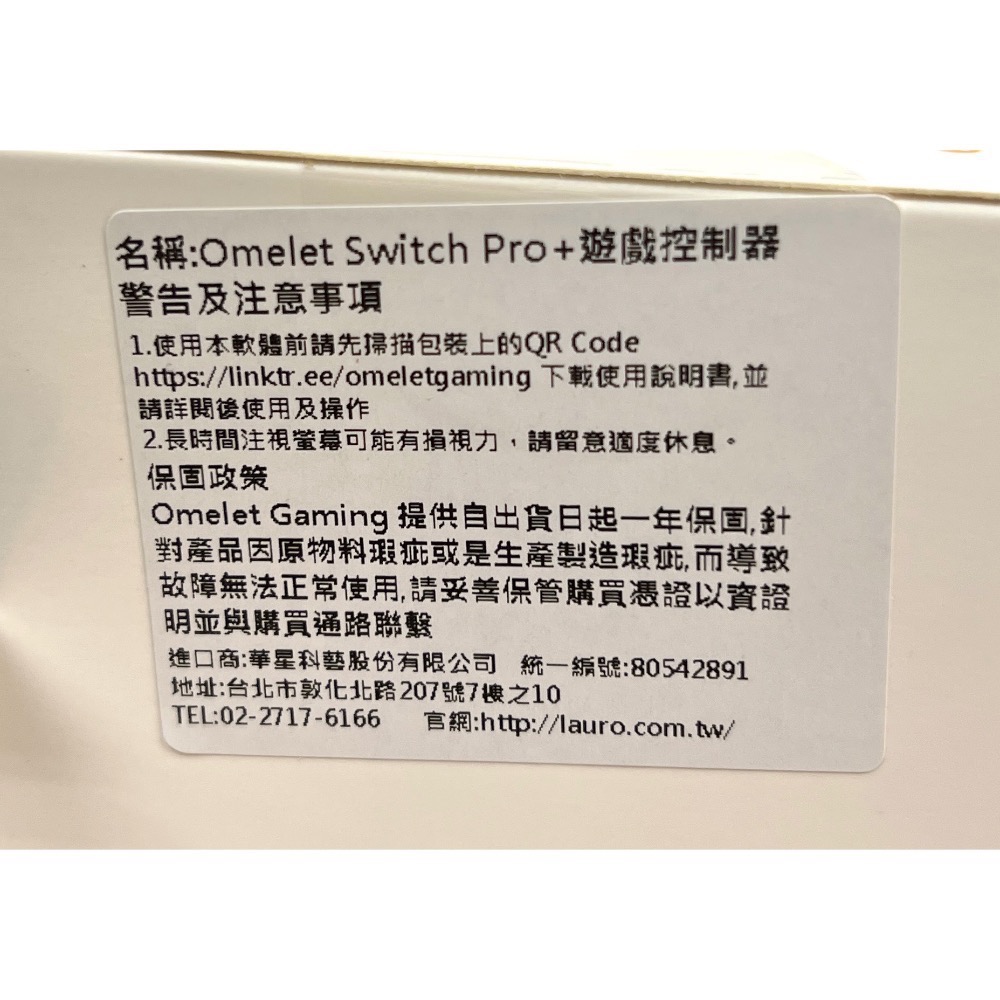 名稱:Omelet Switch Pro+遊戲控制器
警告及注意事項
1.使用本軟體前請先掃描包裝上的QR Code
https://linktr.ee/omeletgaming 下載使用說明書,並
請詳閱後使用及操作
2.長時間注視螢幕可能有損視力，請留意適度休息。
保固政策
Omelet Gaming 提供自出貨日起一年保固,針
對產品因原物料瑕疵或是生產製造瑕疵,而導致
故障無法正常使用,請妥善保管購買憑證以資證
明並與購買通路聯繫
進口商:華星科藝股份有限公司 統一編號:80542891
地址:台北市敦化北路207號7樓之10
TEL:02-2717-6166 官網:http://lauro.com.tw/